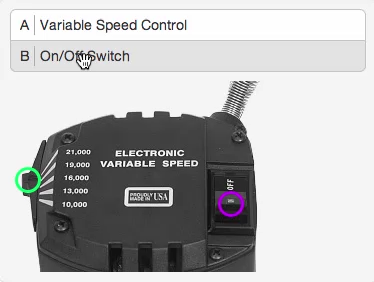 A Variable Speed Control
B On/Off Switch
21,000
19,000
16,000
13,000
10,000
ELECTRONIC
VARIABLE SPEED
PROUDLY
MADE IN USA
OFF